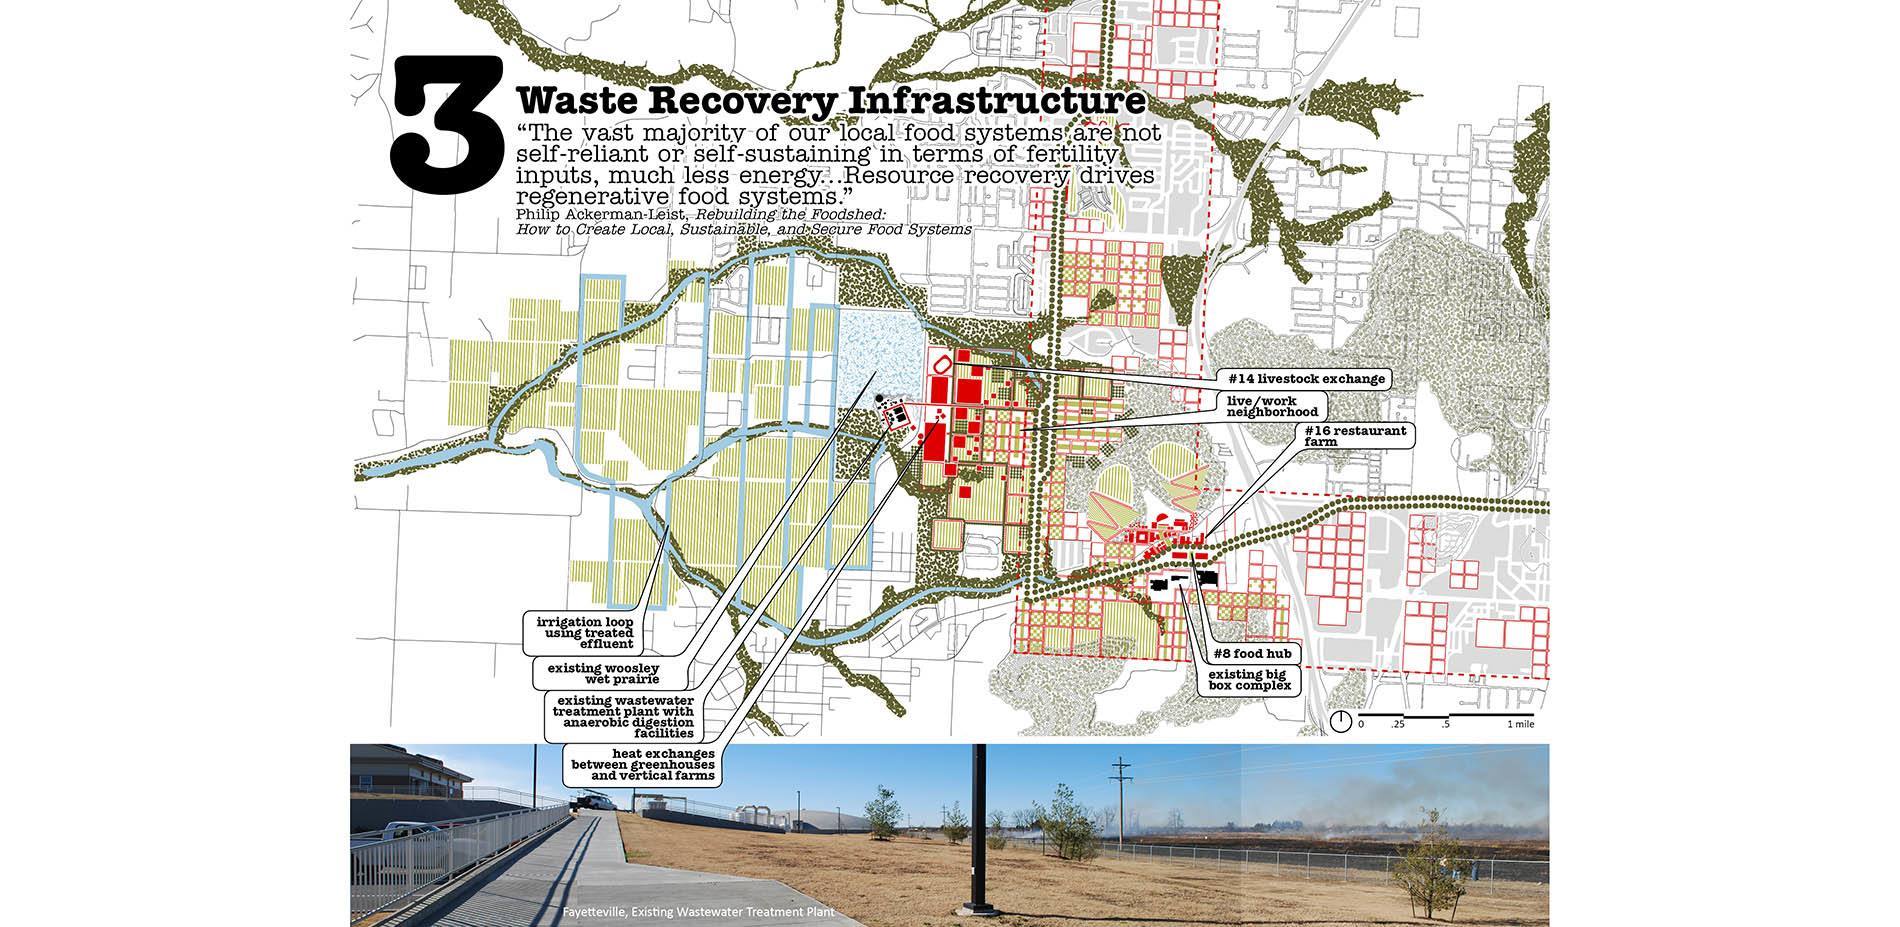 3
Waste Recovery Infrastructure
“The vast majority of our local food systems are not
self-reliant or self-sustaining in terms of fertility
inputs, much less energy...Resource recovery drives
regenerative food systems.”
Philip Ackerman-Leist, Rebuilding the Foodshed:
How to Create Local, Sustainable, and Secure Food Systems
#14 livestock exchange
live/work
neighborhood
#16 restaurant
farm
irrigation loop
using treated
effluent
existing woosley
wet prairie
existing wastewater
treatment plant with
anaerobic digestion
facilities
heat exchanges
between greenhouses
and vertical farms
#8 food hub
existing big
box complex
0 .25 .5 1 mile
Fayetteville, Existing Wastewater Treatment Plant